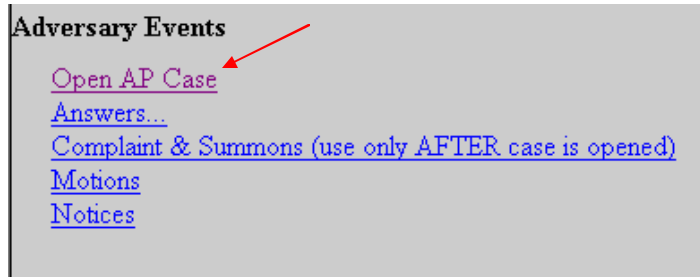 Adversary Events
Open AP Case
Answers...
Complaint & Summons (use only AFTER case is opened)
Motions
Notices